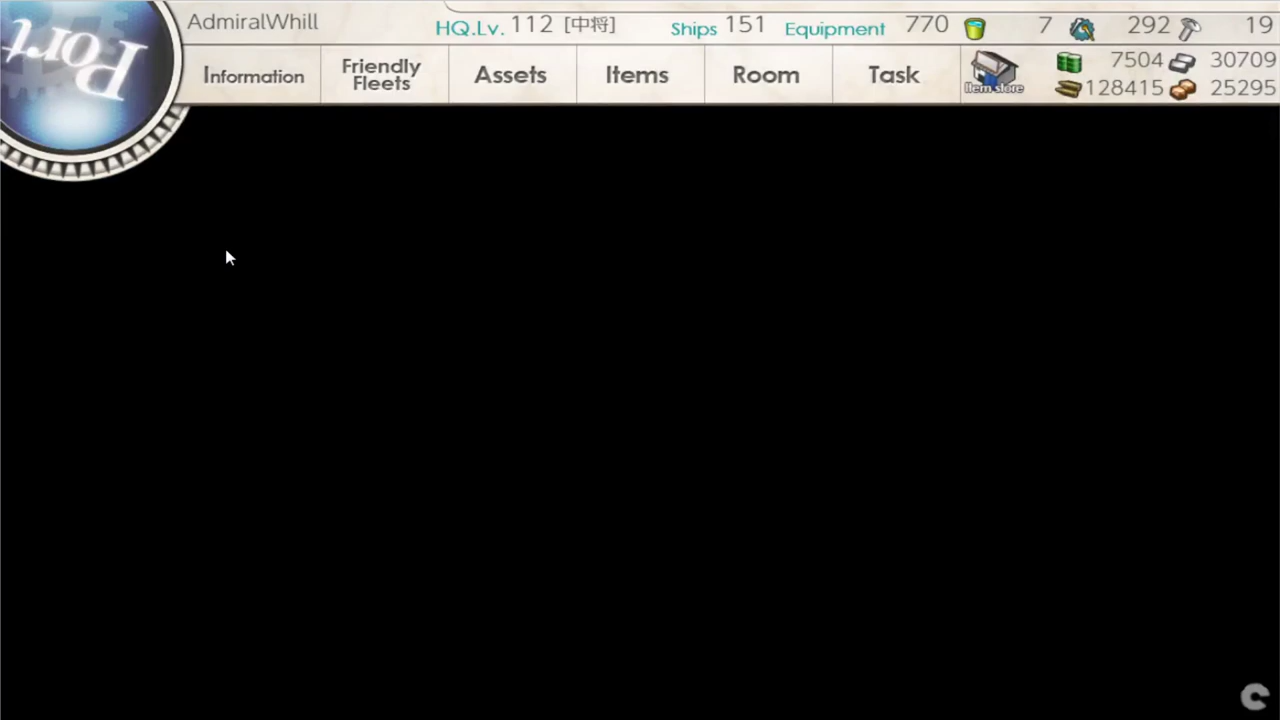 Port
AdmiralWhill HQ.Lv. 112 [中将] Ships 151 Equipment 770 7 292 19
Information Friendly Fleets Assets Items Room Task Item store
7504 30709
128415 25295